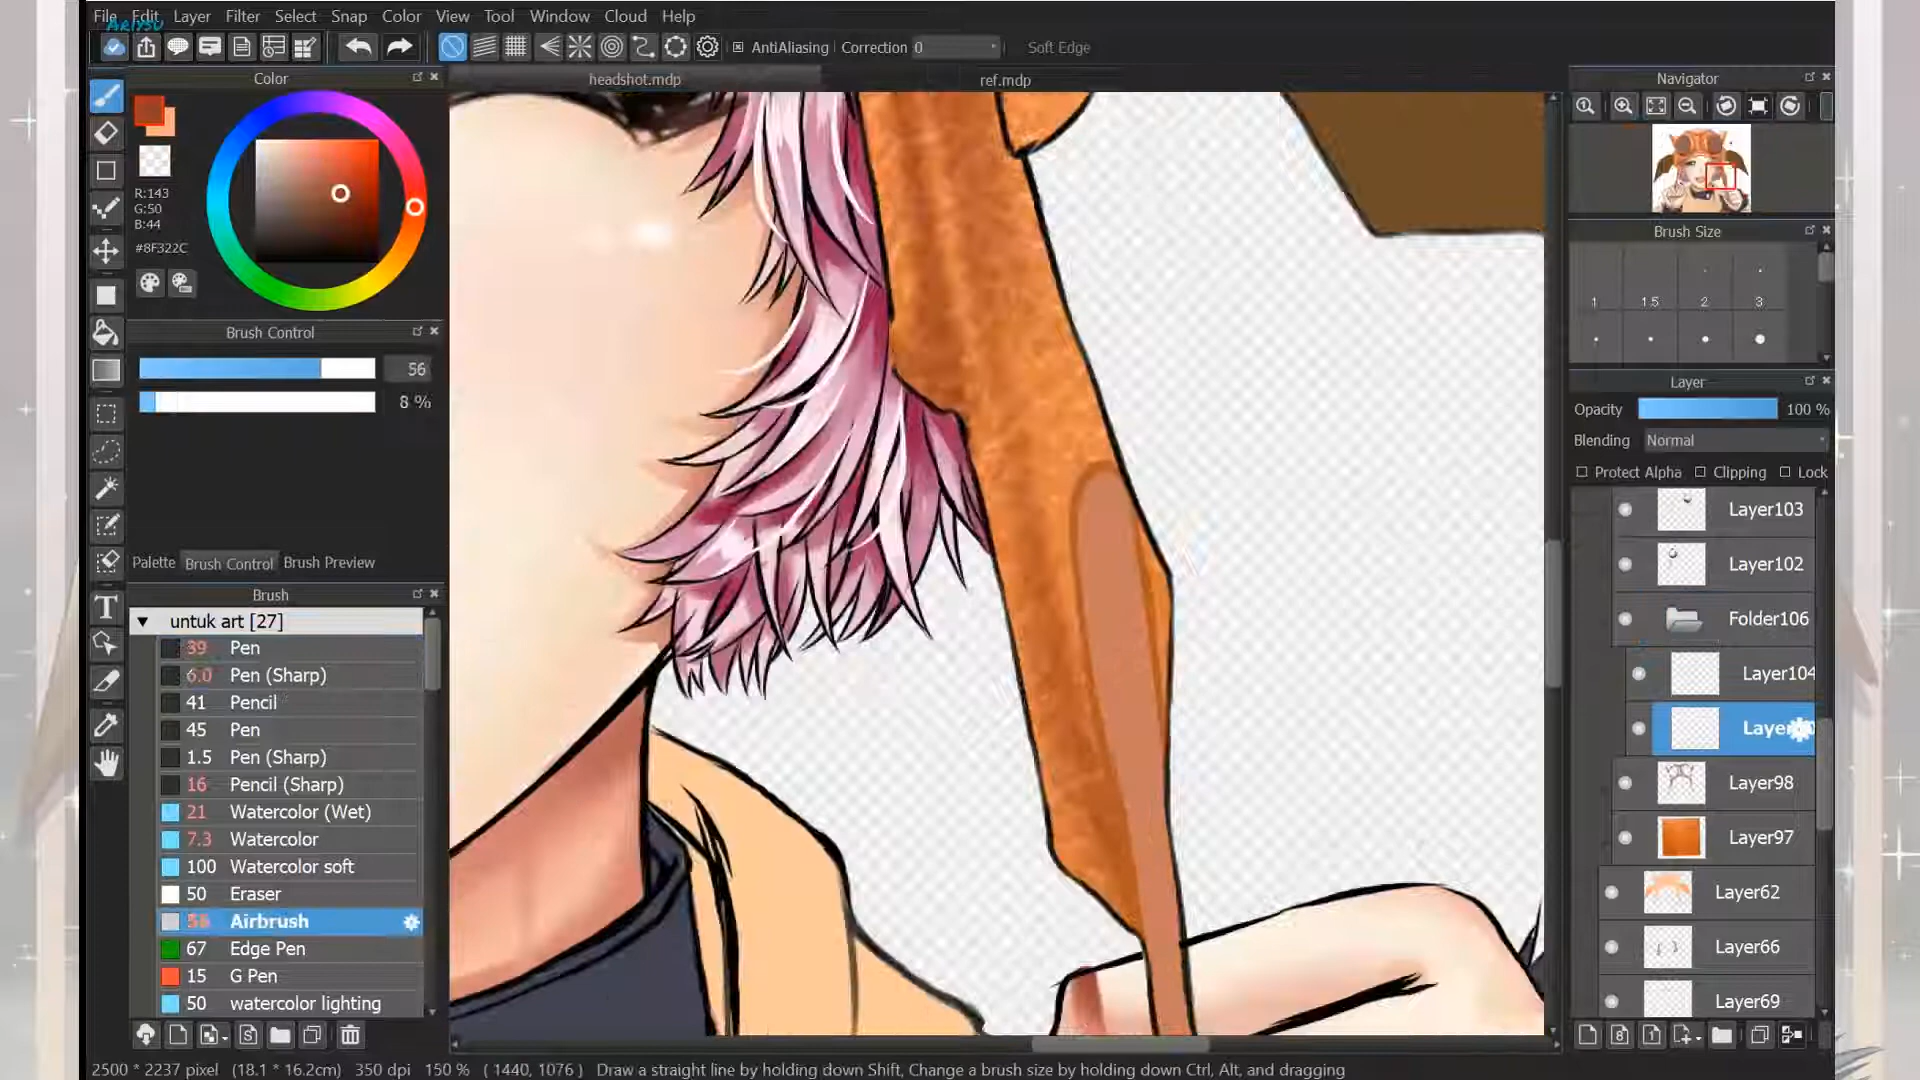 File Edit Layer Filter Select Snap Color View Tool Window Cloud Help
ARIYSU
AntiAliasing Correction 0 Soft Edge
Color
headshot.mdp
ref.mdp
Navigator
R:143
G:50
B:44
#8F322C
Brush Size
1 1.5 2 3
Brush Control
56
8 %
Layer
Opacity 100 %
Blending Normal
Protect Alpha Clipping Lock
Layer103
Layer102
Folder106
Layer104
Layer
Layer98
Layer97
Layer62
Layer66
Layer69
Palette Brush Control Brush Preview
Brush
untuk art [27]
39 Pen
6.0 Pen (Sharp)
41 Pencil
45 Pen
1.5 Pen (Sharp)
16 Pencil (Sharp)
21 Watercolor (Wet)
7.3 Watercolor
100 Watercolor soft
50 Eraser
56 Airbrush
67 Edge Pen
15 G Pen
50 watercolor lighting
2500 * 2237 pixel (18.1 * 16.2cm) 350 dpi 150 % ( 1440, 1076 ) Draw a straight line by holding down Shift, Change a brush size by holding down Ctrl, Alt, and dragging